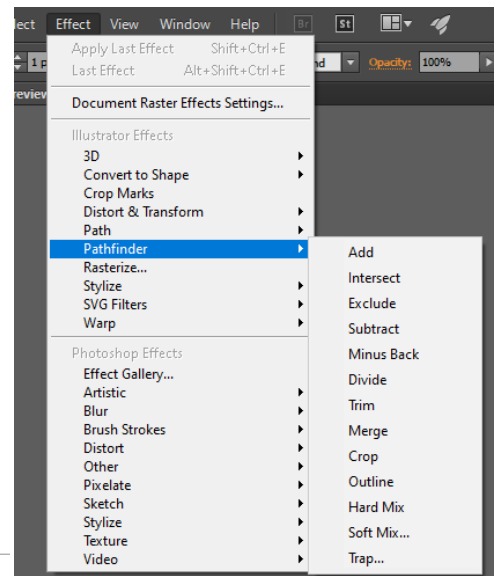 lect Effect View Window Help Br St
1 p nd Opacity: 100%
review
Apply Last Effect Shift+Ctrl+E
Last Effect Alt+Shift+Ctrl+E
Document Raster Effects Settings...
Illustrator Effects
3D
Convert to Shape
Crop Marks
Distort & Transform
Path
Pathfinder
Rasterize...
Stylize
SVG Filters
Warp
Photoshop Effects
Effect Gallery...
Artistic
Blur
Brush Strokes
Distort
Other
Pixelate
Sketch
Stylize
Texture
Video
Add
Intersect
Exclude
Subtract
Minus Back
Divide
Trim
Merge
Crop
Outline
Hard Mix
Soft Mix...
Trap...